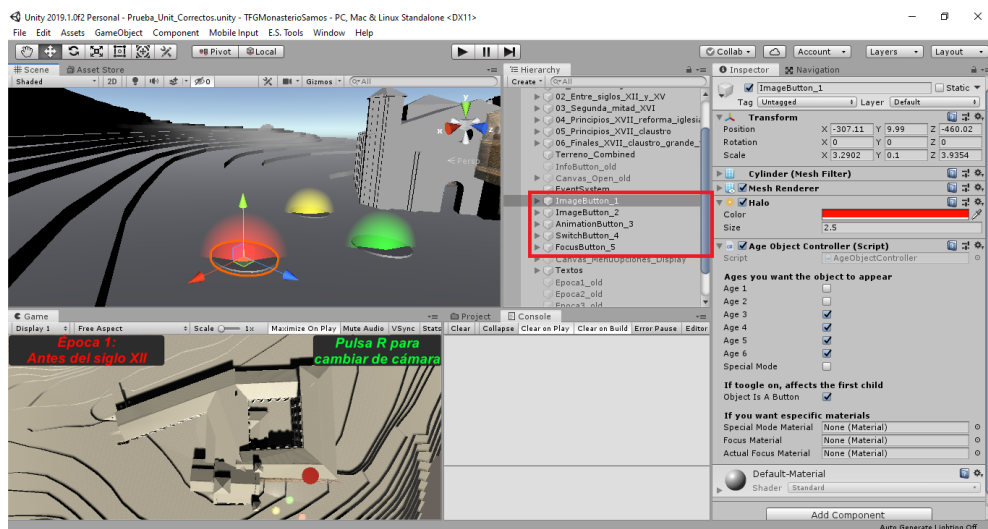 Unity 2019.1.0f2 Personal - Prueba_Unit_Correctos.unity - TFGMonasterioSamos - PC, Mac & Linux Standalone <DX11>
File Edit Assets GameObject Component Mobile Input E.S. Tools Window Help
Pivot Local Collab Account Layers Layout
Scene Asset Store
Shaded 2D 0 Gizmos All
y
x
z
Persp
Hierarchy
Create All
02_Entre_siglos_XII_y_XV
03_Segunda_mitad_XVI
04_Principios_XVII_reforma_iglesia
05_Principios_XVII_claustro
06_Finales_XVII_claustro_grande_
Terreno_Combined
InfoButton_old
Canvas_Open_old
EventSystem
ImageButton_1
ImageButton_2
AnimationButton_3
SwitchButton_4
FocusButton_5
Canvas_MenuOpciones_Display
Textos
Epoca1_old
Epoca2_old
Epoca3_old
Inspector Navigation
ImageButton_1 Static
Tag Untagged Layer Default
Transform
Position X -307.11 Y 9.99 Z -460.02
Rotation X 0 Y 0 Z 0
Scale X 3.2902 Y 0.1 Z 3.9354
Cylinder (Mesh Filter)
Mesh Renderer
Halo
Color
Size 2.5
Age Object Controller (Script)
Script AgeObjectController
Ages you want the object to appear
Age 1
Age 2
Age 3
Age 4
Age 5
Age 6
Special Mode
If toogle on, affects the first child
Object Is A Button
If you want especific materials
Special Mode Material None (Material)
Focus Material None (Material)
Actual Focus Material None (Material)
Default-Material
Shader Standard
Add Component
Auto Generate Lighting Off
Game
Display 1 Free Aspect Scale 1x Maximize On Play Mute Audio VSync Stats
Época 1:
Antes del siglo XII
Pulsa R para
cambiar de cámara
Project Console
Clear Collapse Clear on Play Clear on Build Error Pause Editor